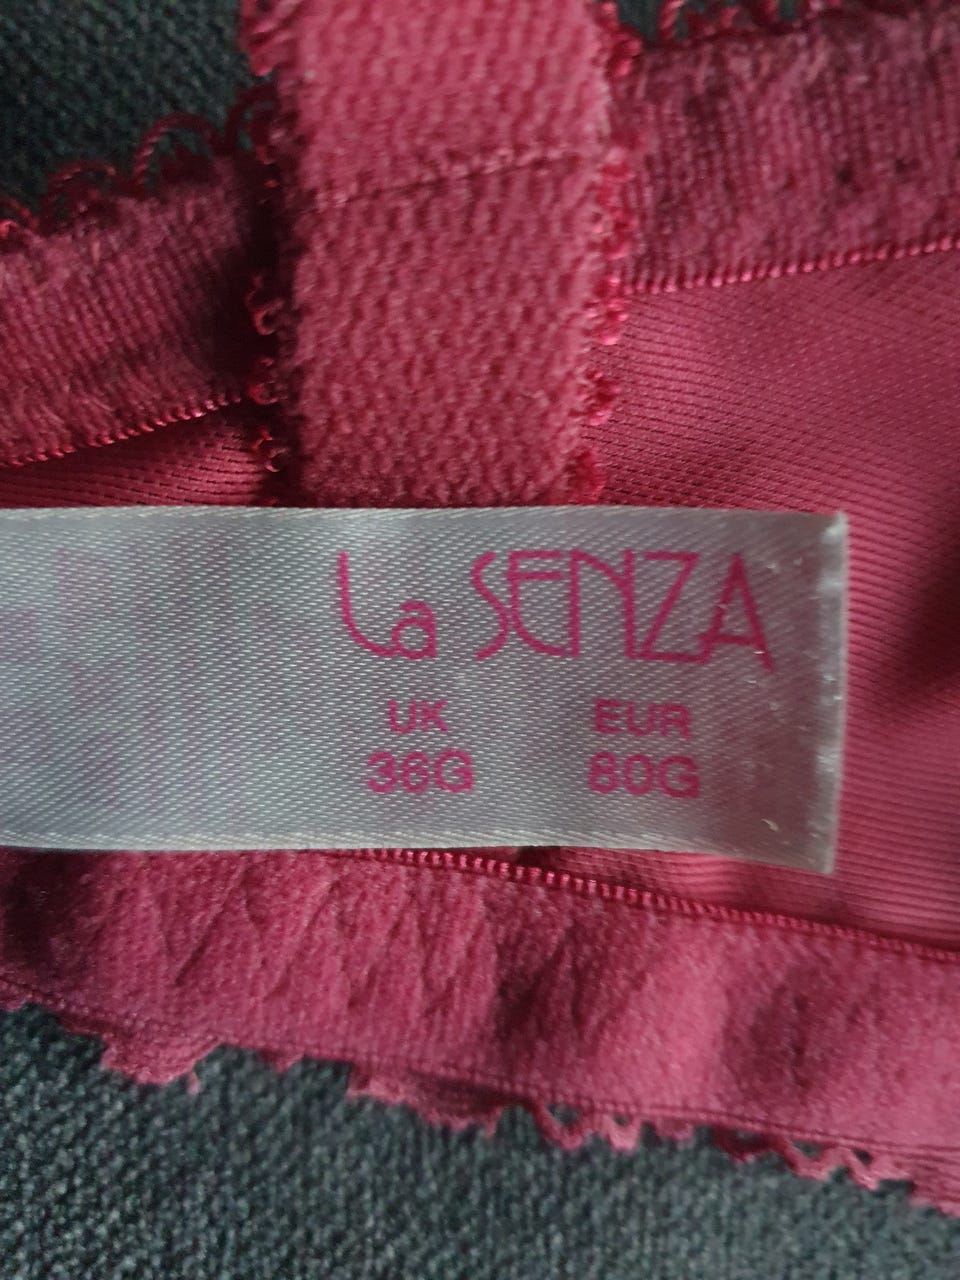 La SENZA
UK EUR
36G 80G